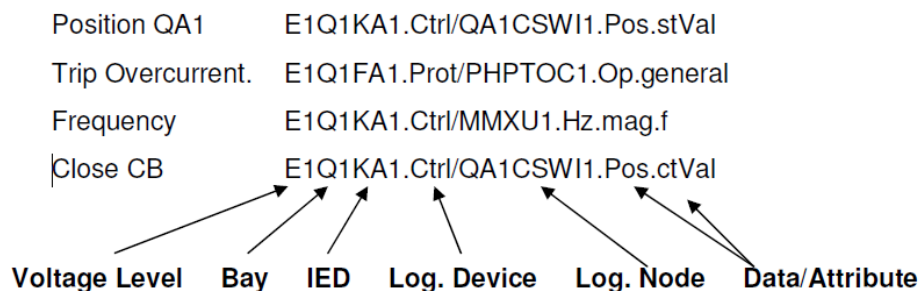 Position QA1 E1Q1KA1.Ctrl/QA1CSWI1.Pos.stVal
Trip Overcurrent. E1Q1FA1.Prot/PHPTOC1.Op.general
Frequency E1Q1KA1.Ctrl/MMXU1.Hz.mag.f
Close CB E1Q1KA1.Ctrl/QA1CSWI1.Pos.ctVal
Voltage Level Bay IED Log. Device Log. Node Data/Attribute